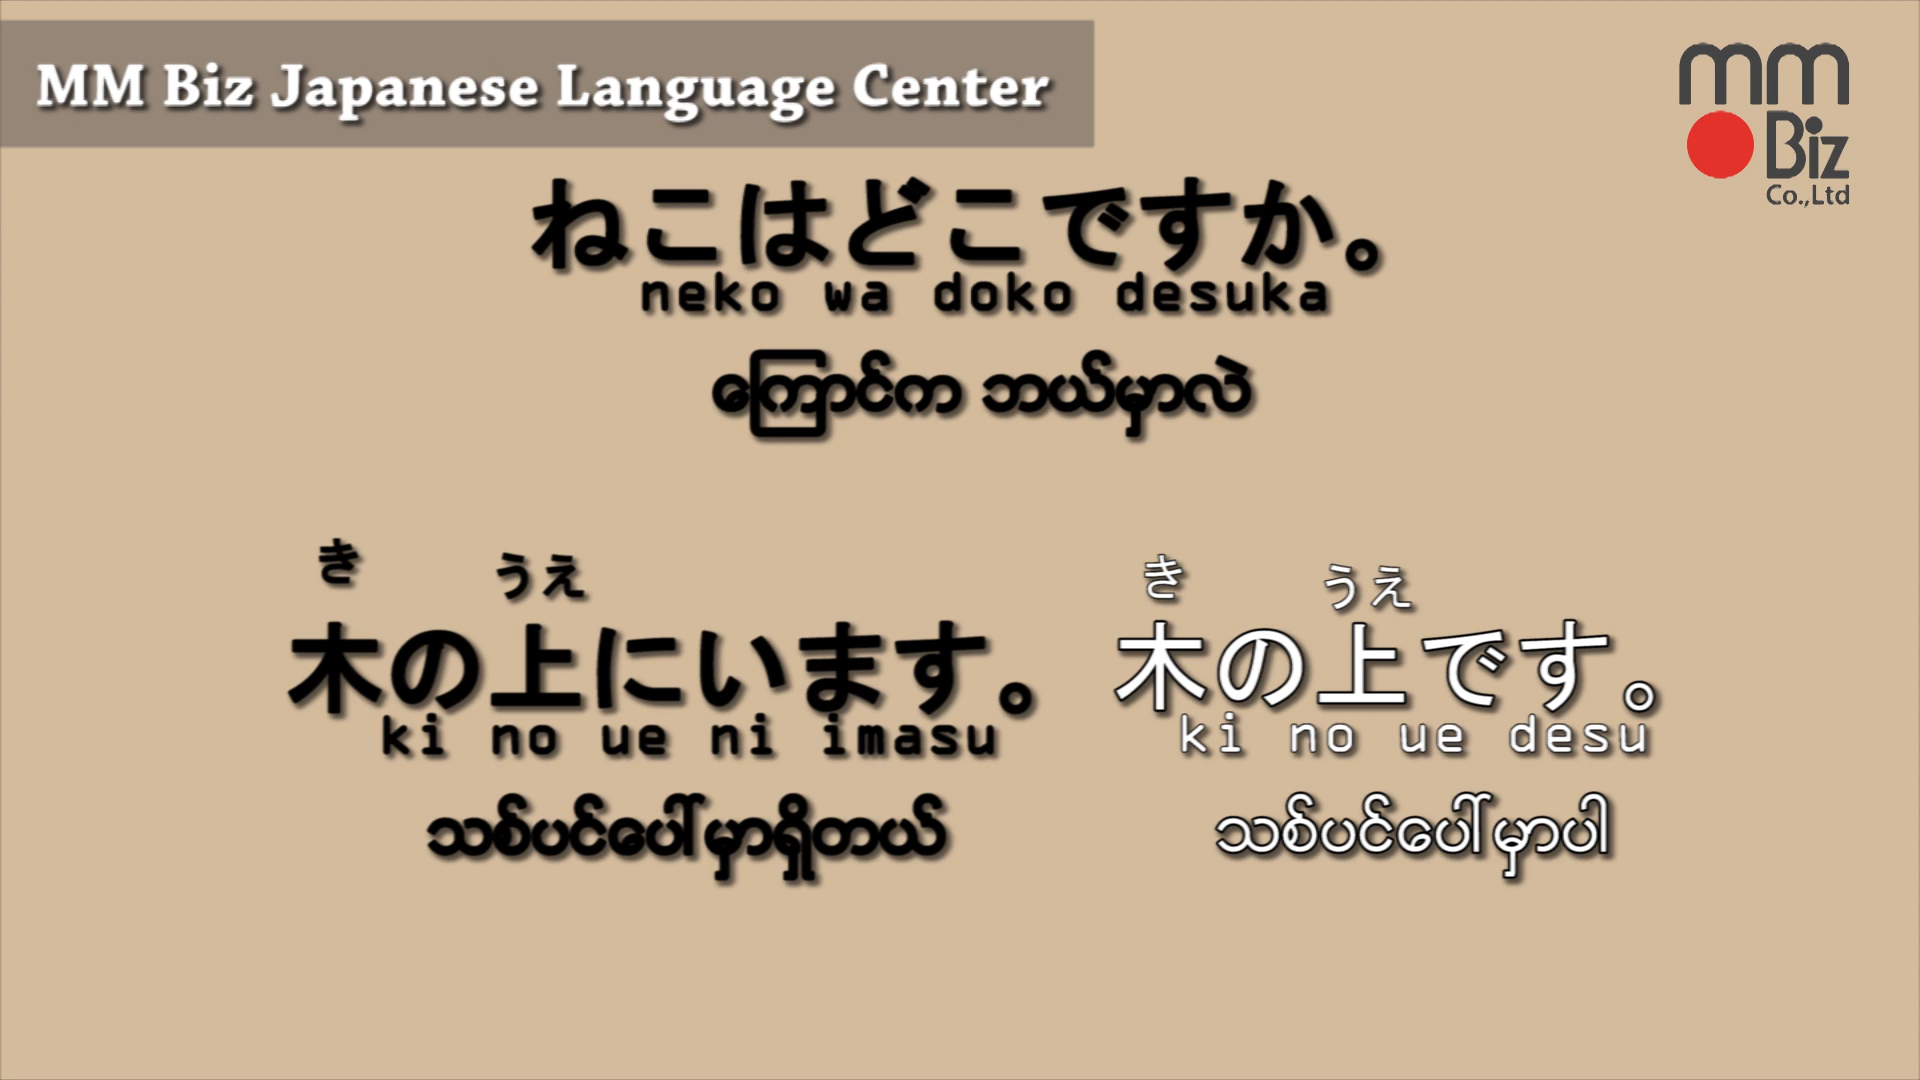 MM Biz Japanese Language Center
mm
Biz
Co.,Ltd
ねこはどこですか。
neko wa doko desuka
ကြောင်က ဘယ်မှာလဲ
き うえ
木の上にいます。
ki no ue ni imasu
သစ်ပင်ပေါ်မှာရှိတယ်
き うえ
木の上です。
ki no ue desu
သစ်ပင်ပေါ်မှာပါ